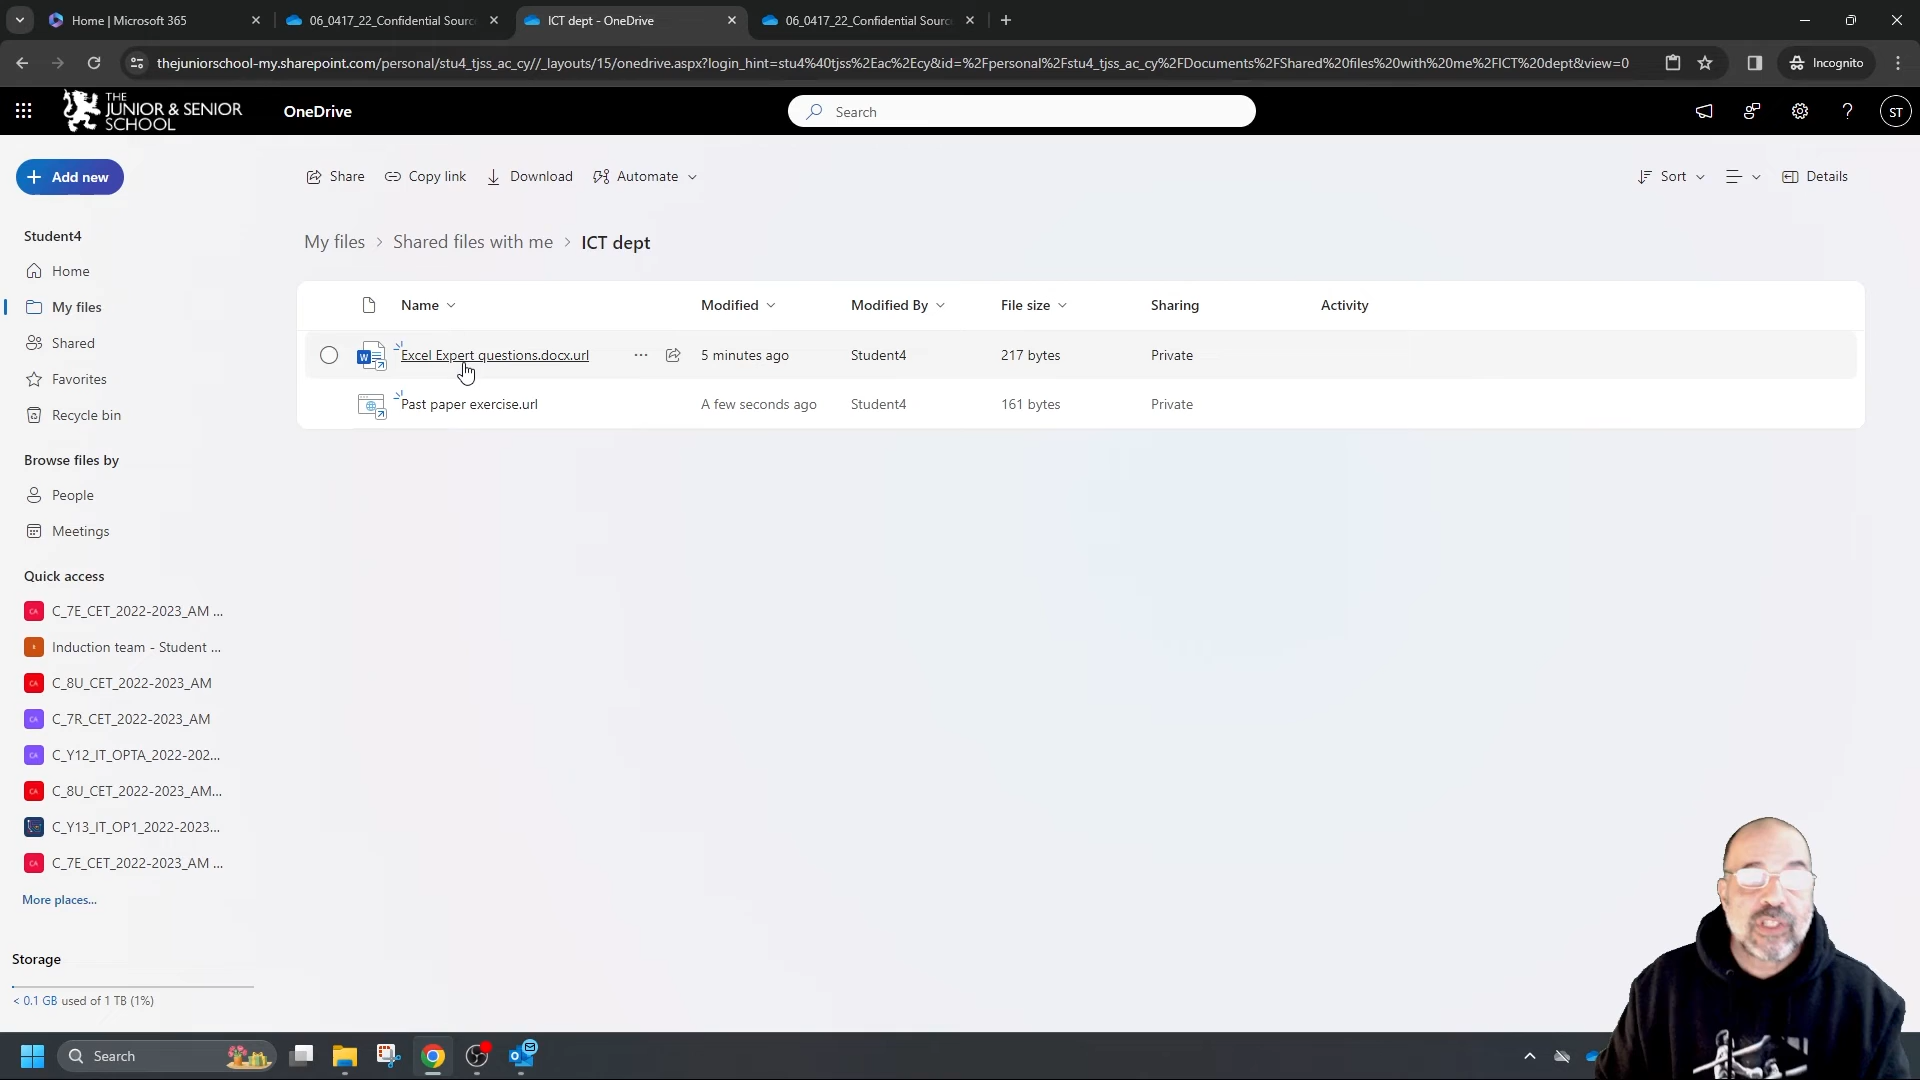 Home | Microsoft 365
06_0417_22_Confidential Sourc
ICT dept - OneDrive
06_0417_22_Confidential Sourc
thejuniorschool-my.sharepoint.com/personal/stu4_tjss_ac_cy//_layouts/15/onedrive.aspx?login_hint=stu4%40tjss%2Eac%2Ecy&id=%2Fpersonal%2Fstu4_tjss_ac_cy%2FDocuments%2FShared%20files%20with%20me%2FICT%20dept&view=0
Incognito
THE
JUNIOR & SENIOR
SCHOOL
OneDrive
Search
ST
Add new
Share
Copy link
Download
Automate
Sort
Details
Student4
Home
My files
Shared
Favorites
Recycle bin
Browse files by
People
Meetings
Quick access
CA C_7E_CET_2022-2023_AM ...
Induction team - Student ...
CA C_8U_CET_2022-2023_AM
CA C_7R_CET_2022-2023_AM
CA C_Y12_IT_OPTA_2022-202...
CA C_8U_CET_2022-2023_AM...
C_Y13_IT_OP1_2022-2023...
CA C_7E_CET_2022-2023_AM ...
More places...
Storage
< 0.1 GB used of 1 TB (1%)
My files > Shared files with me > ICT dept
Name Modified Modified By File size Sharing Activity
W Excel Expert questions.docx.url ... 5 minutes ago Student4 217 bytes Private
Past paper exercise.url A few seconds ago Student4 161 bytes Private
Search